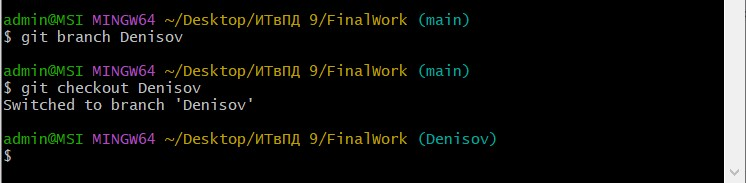 admin@MSI MINGW64 ~/Desktop/ИТвПД 9/FinalWork (main)
$ git branch Denisov
admin@MSI MINGW64 ~/Desktop/ИТвПД 9/FinalWork (main)
$ git checkout Denisov
Switched to branch 'Denisov'
admin@MSI MINGW64 ~/Desktop/ИТвПД 9/FinalWork (Denisov)
$